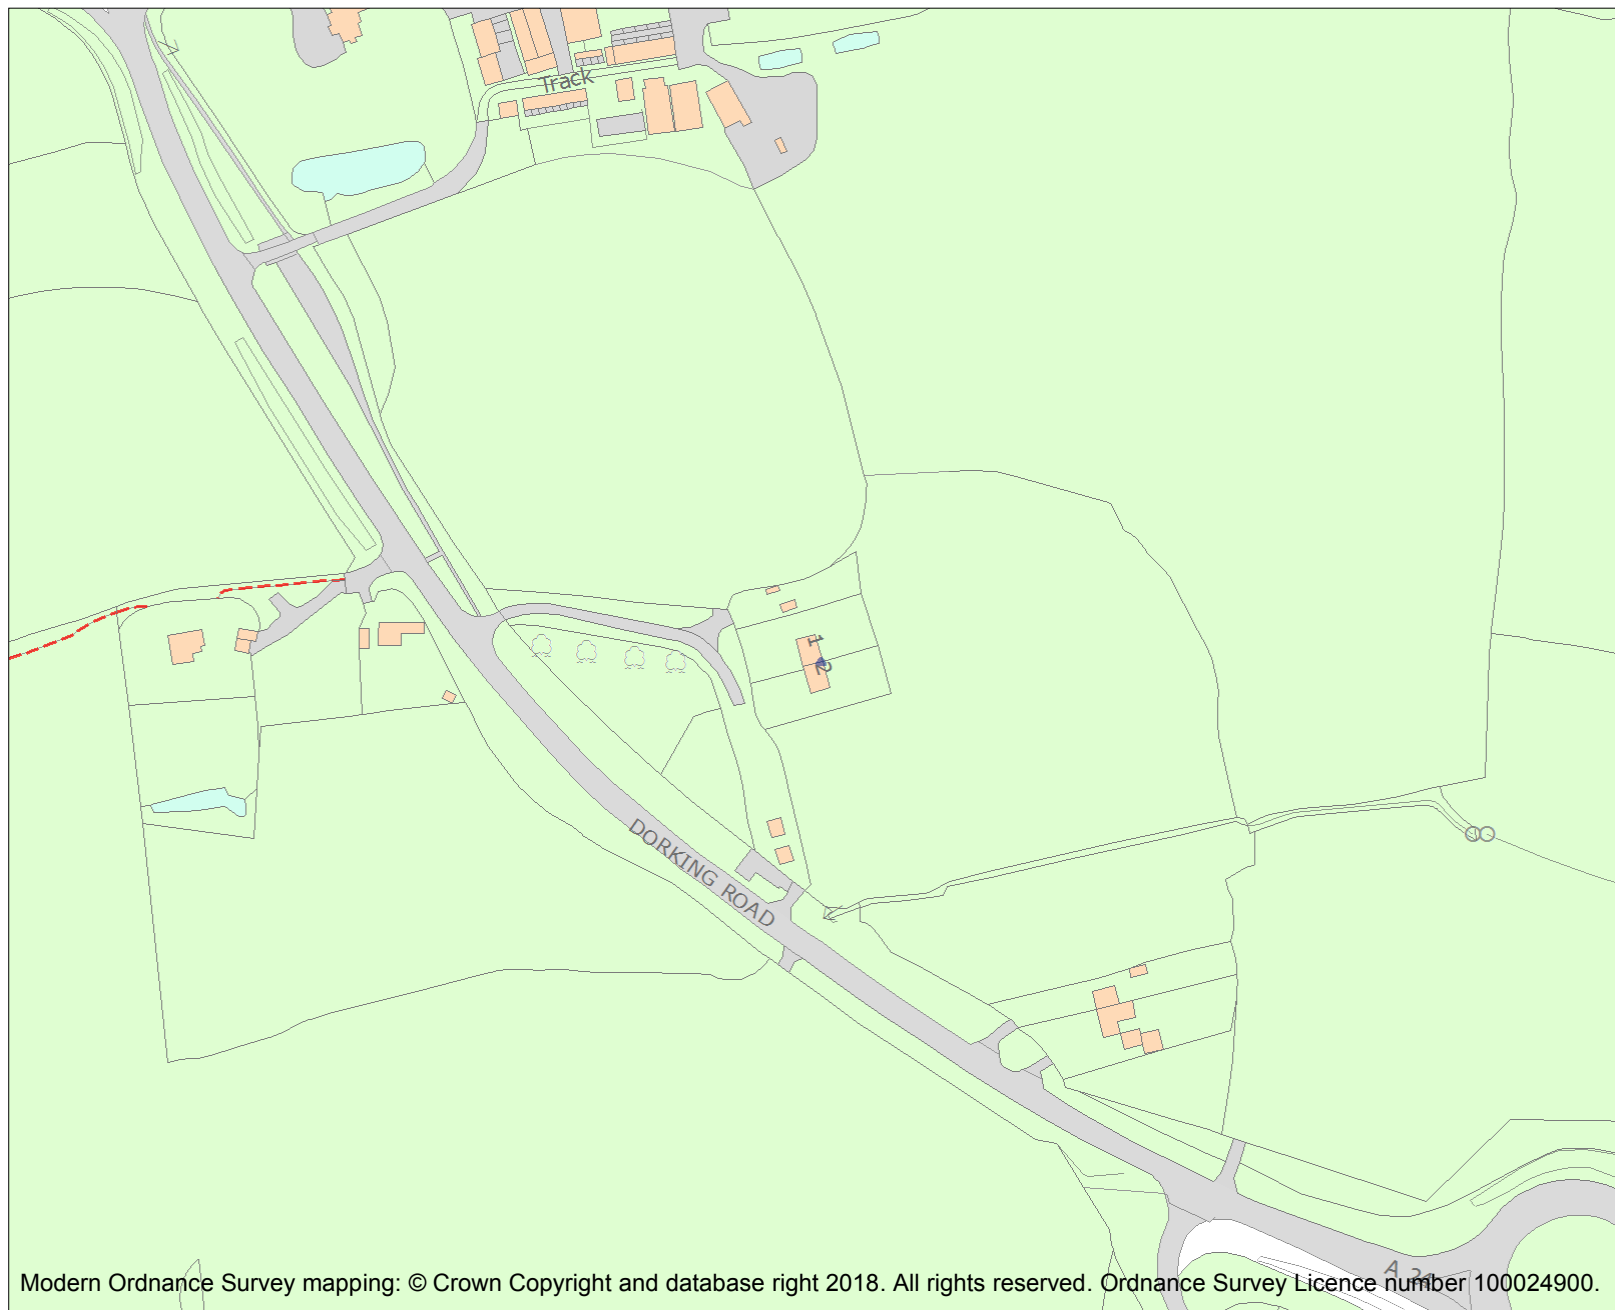 Track
1
2
DORKING ROAD
A 24
Modern Ordnance Survey mapping: © Crown Copyright and database right 2018. All rights reserved. Ordnance Survey Licence number 100024900.